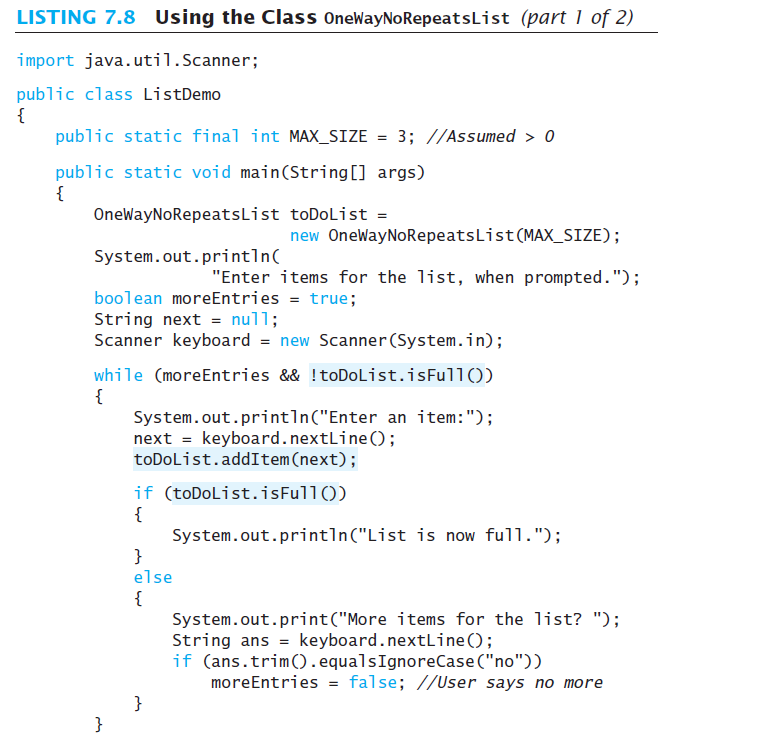 LISTING 7.8 Using the Class OneWayNoRepeatsList (part 1 of 2)
import java.util.Scanner;
public class ListDemo
{
    public static final int MAX_SIZE = 3; //Assumed > 0
    public static void main(String[] args)
    {
        OneWayNoRepeatsList toDoList =
                            new OneWayNoRepeatsList(MAX_SIZE);
        System.out.println(
                    "Enter items for the list, when prompted.");
        boolean moreEntries = true;
        String next = null;
        Scanner keyboard = new Scanner(System.in);
        while (moreEntries && !toDoList.isFull())
        {
            System.out.println("Enter an item:");
            next = keyboard.nextLine();
            toDoList.addItem(next);
            if (toDoList.isFull())
            {
                System.out.println("List is now full.");
            }
            else
            {
                System.out.print("More items for the list? ");
                String ans = keyboard.nextLine();
                if (ans.trim().equalsIgnoreCase("no"))
                    moreEntries = false; //User says no more
            }
        }